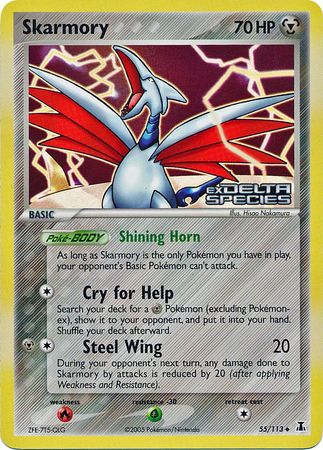 Skarmory 70 HP
EX DELTA
SPECIES
BASIC Illus. Hisao Nakamura
Poké-BODY Shining Horn
As long as Skarmory is the only Pokémon you have in play,
your opponent's Basic Pokémon can't attack.
Cry for Help
Search your deck for a Pokémon (excluding Pokémon-
ex), show it to your opponent, and put it into your hand.
Shuffle your deck afterward.
Steel Wing 20
During your opponent's next turn, any damage done to
Skarmory by attacks is reduced by 20 (after applying
Weakness and Resistance).
weakness resistance -30 retreat cost
ZFE-715-OLG ©2005 Pokémon/Nintendo 55/113